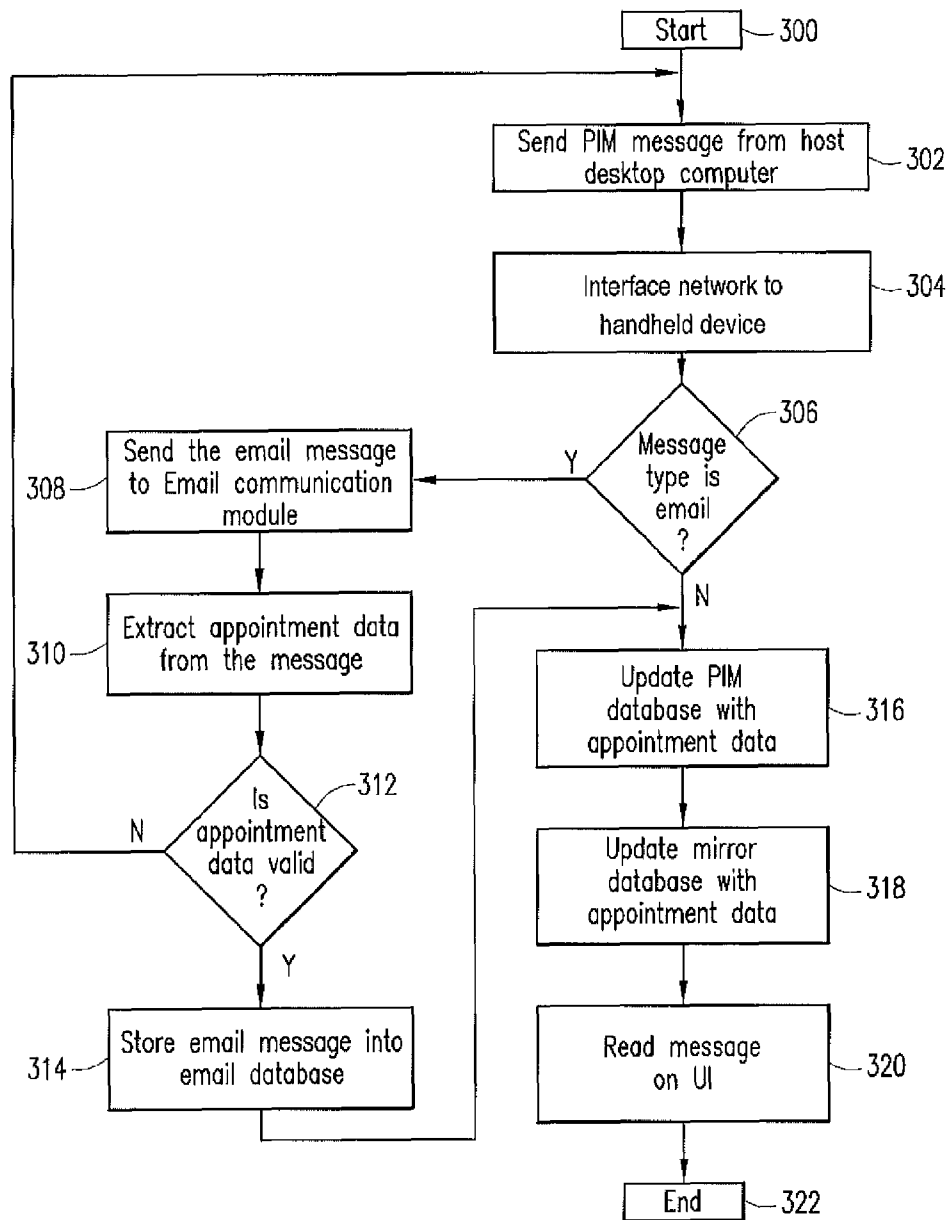 Start
300
Send PIM message from host
desktop computer
302
Interface network to
handheld device
304
Message
type is
email
?
306
Y
N
Send the email message
to Email communication
module
308
Extract appointment data
from the message
310
Is
appointment
data valid
?
312
N
Y
Store email message into
email database
314
Update PIM
database with
appointment data
316
Update mirror
database with
appointment data
318
Read message
on UI
320
End
322